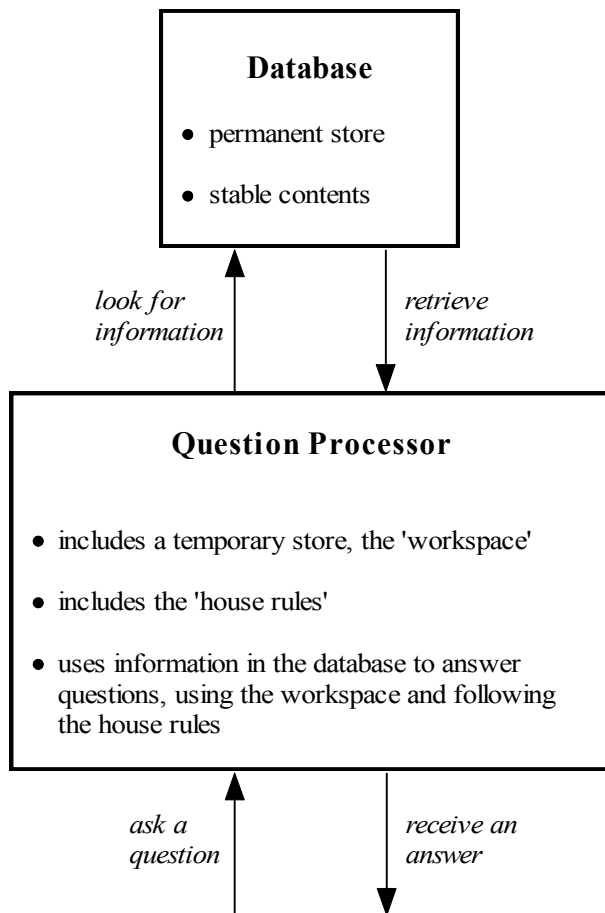 Database
• permanent store
• stable contents
look for
information
retrieve
information
Question Processor
• includes a temporary store, the 'workspace'
• includes the 'house rules'
• uses information in the database to answer
questions, using the workspace and following
the house rules
ask a
question
receive an
answer